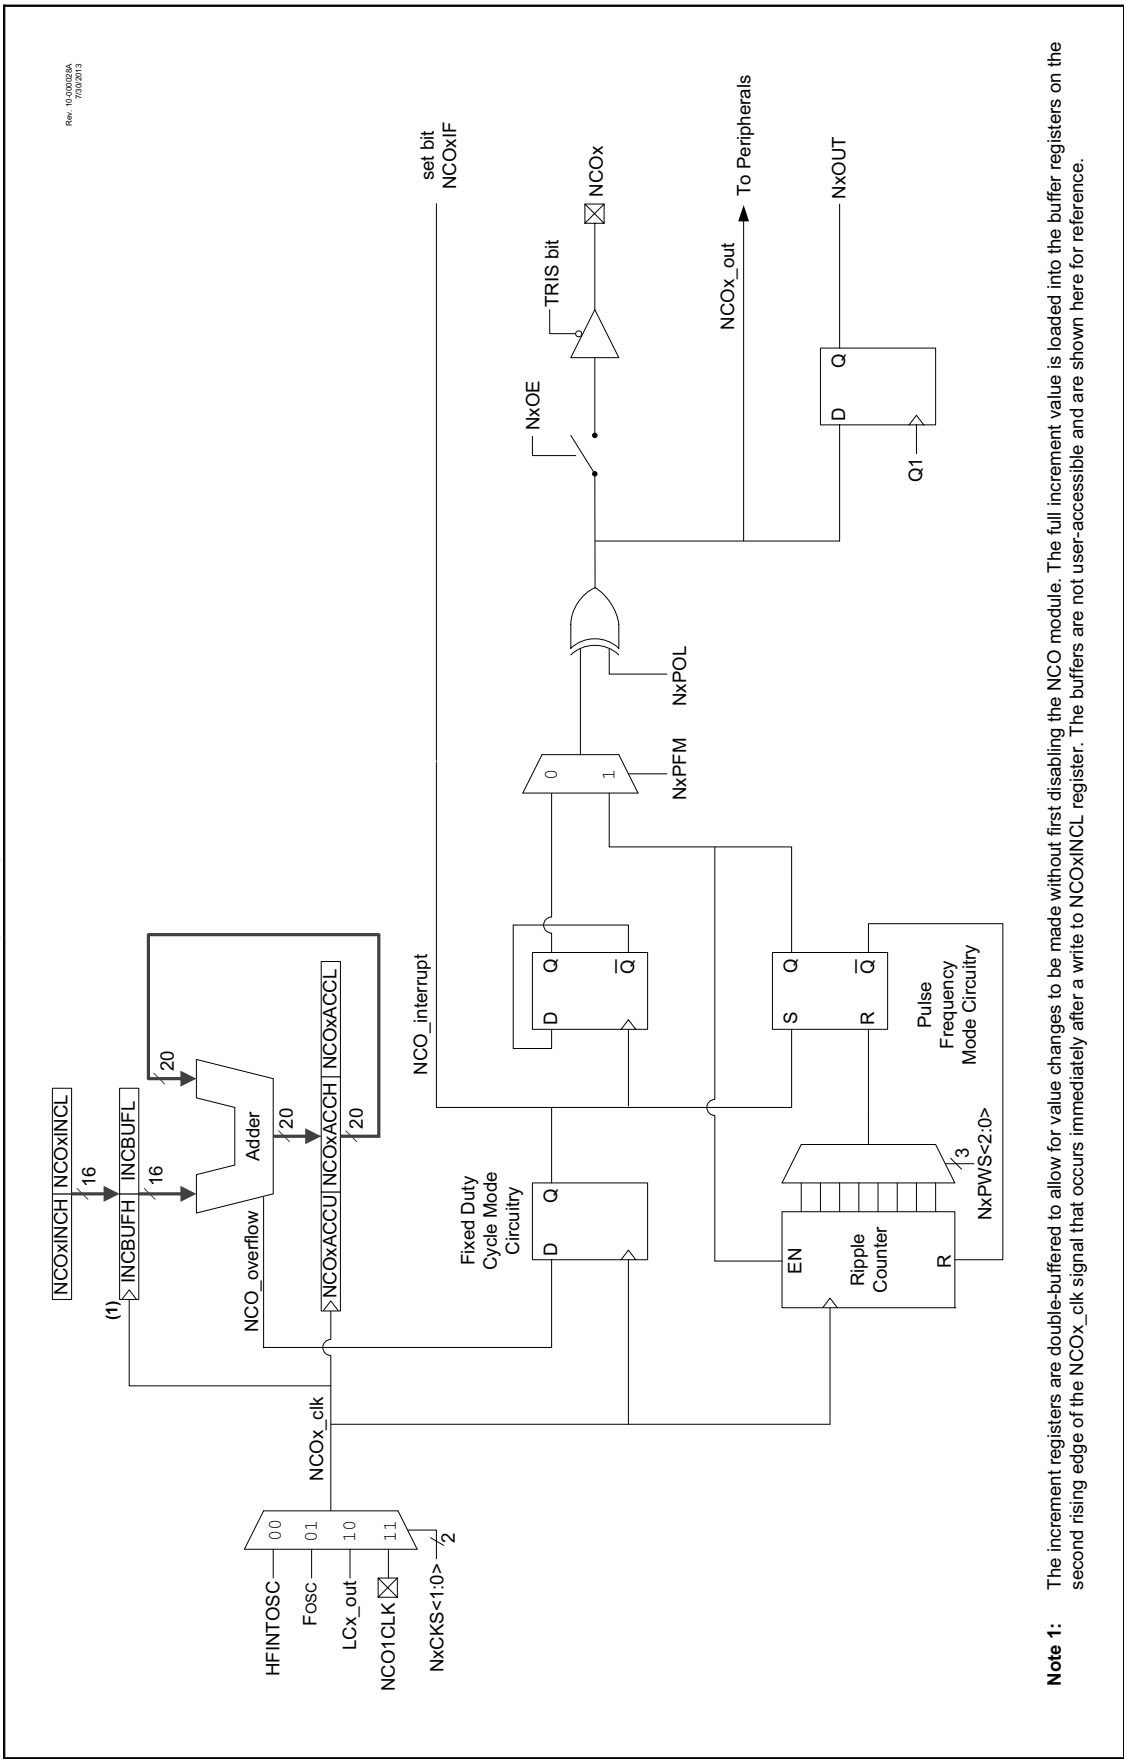 Rev. 10-000028A
7/30/2013
NCOxINCH NCOxINCL
16
(1)
INCBUFH INCBUFL
16
20
Adder
NCO_overflow
20
NCOxACCU NCOxACCH NCOxACCL
20
NCOx_clk
HFINTOSC
00
FOSC
01
LCx_out
10
NCO1CLK
11
NxCKS<1:0>
2
NCO_interrupt
set bit
NCOxIF
Fixed Duty
Cycle Mode
Circuitry
D Q
D Q
Q
0
1
NxPFM
NxPOL
NxOE
TRIS bit
NCOx
NCOx_out
To Peripherals
D Q
Q1
NxOUT
EN
Ripple
Counter
R
3
NxPWS<2:0>
S Q
R Q
Pulse
Frequency
Mode Circuitry
Note 1: The increment registers are double-buffered to allow for value changes to be made without first disabling the NCO module. The full increment value is loaded into the buffer registers on the
second rising edge of the NCOx_clk signal that occurs immediately after a write to NCOxINCL register. The buffers are not user-accessible and are shown here for reference.